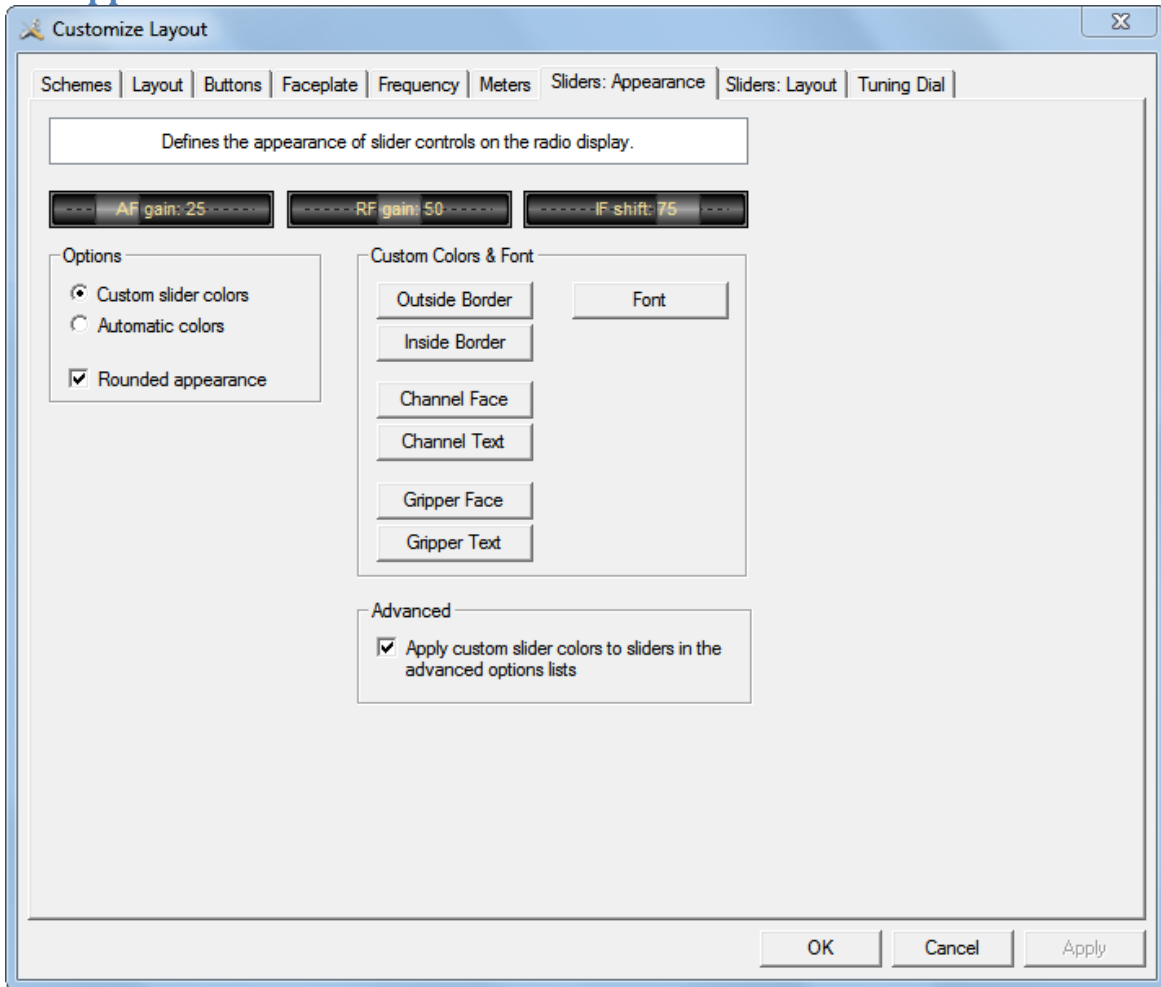 Customize Layout
Schemes Layout Buttons Faceplate Frequency Meters Sliders: Appearance Sliders: Layout Tuning Dial
Defines the appearance of slider controls on the radio display.
AF gain: 25 RF gain: 50 IF shift: 75
Options
Custom slider colors
Automatic colors
Rounded appearance
Custom Colors & Font
Outside Border Font
Inside Border
Channel Face
Channel Text
Gripper Face
Gripper Text
Advanced
Apply custom slider colors to sliders in the
advanced options lists
OK Cancel Apply